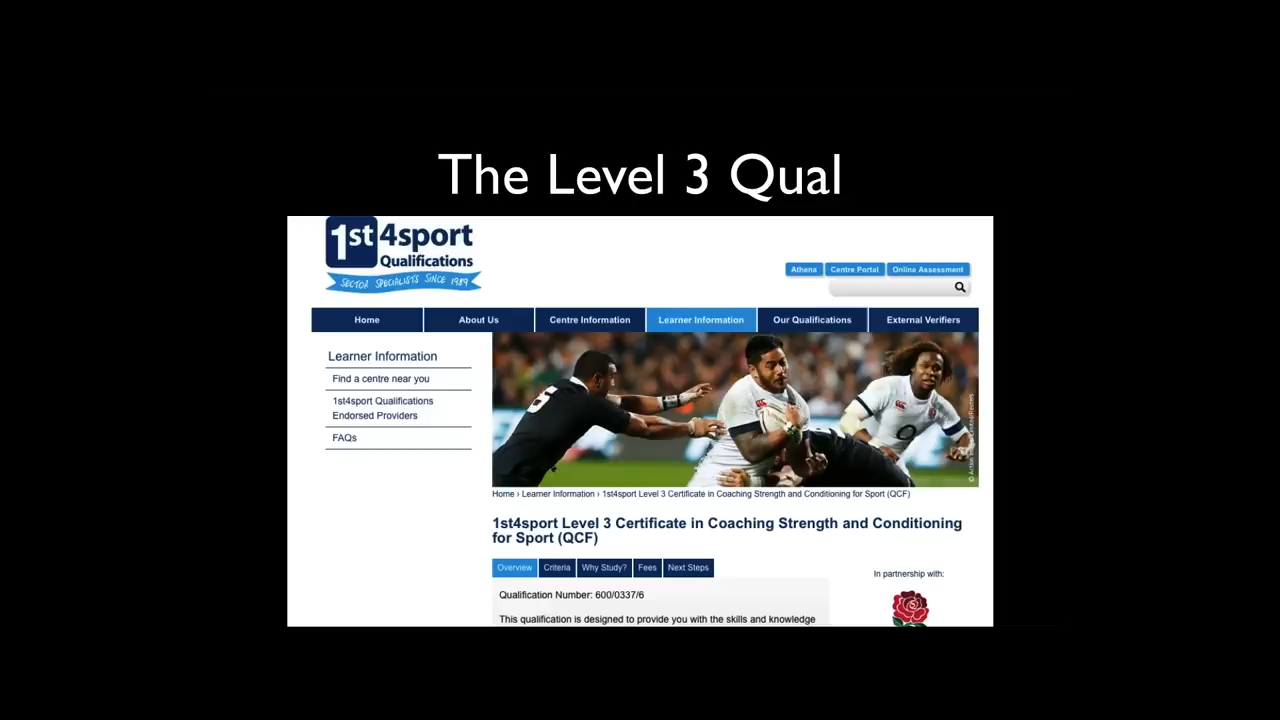 The Level 3 Qual
1st4sport
Qualifications
SECTOR SPECIALISTS SINCE 1989
Athena
Centre Portal
Online Assessment
Home
About Us
Centre Information
Learner Information
Our Qualifications
External Verifiers
Learner Information
Find a centre near you
1st4sport Qualifications
Endorsed Providers
FAQs
Home › Learner Information › 1st4sport Level 3 Certificate in Coaching Strength and Conditioning for Sport (QCF)
1st4sport Level 3 Certificate in Coaching Strength and Conditioning
for Sport (QCF)
Overview
Criteria
Why Study?
Fees
Next Steps
In partnership with:
Qualification Number: 600/0337/6
This qualification is designed to provide you with the skills and knowledge